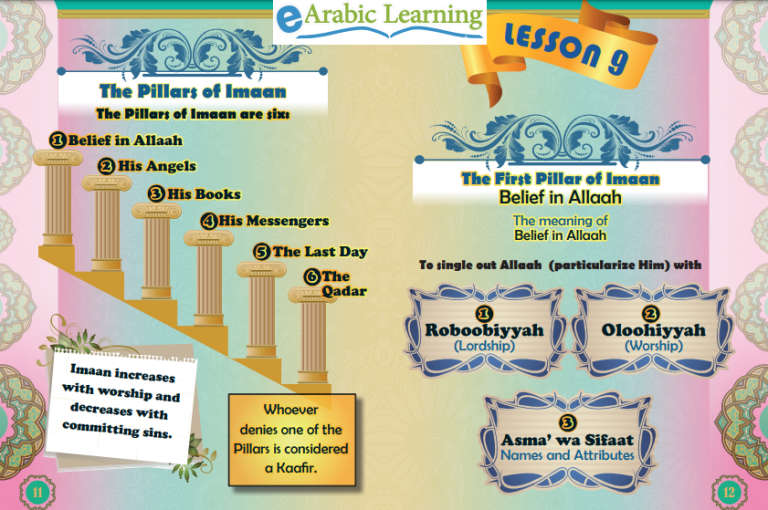 eArabic Learning
The Pillars of Imaan
The Pillars of Imaan are six:
1 Belief in Allaah
2 His Angels
3 His Books
4 His Messengers
5 The Last Day
6 The
Qadar
Imaan increases
with worship and
decreases with
committing sins.
Whoever
denies one of the
Pillars is considered
a Kaafir.
11
LESSON 9
The First Pillar of Imaan
Belief in Allaah
The meaning of
Belief in Allaah
To single out Allaah (particularize Him) with
1
Roboobiyyah
(Lordship)
2
Oloohiyyah
(Worship)
3
Asma' wa Sifaat
Names and Attributes
12